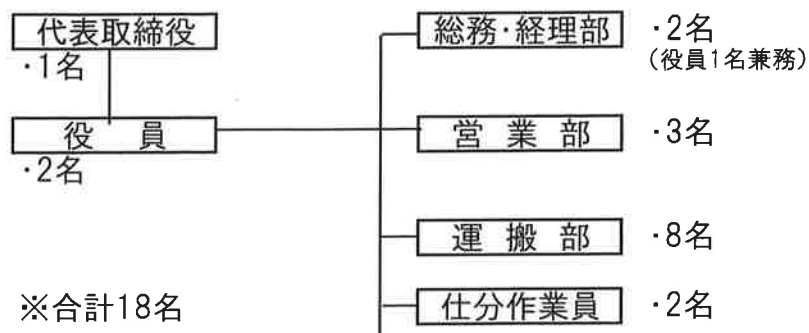 代表取締役
・1名
役　員
・2名
総務・経理部
・2名
(役員1名兼務)
営業部
・3名
運搬部
・8名
仕分作業員
・2名
※合計18名